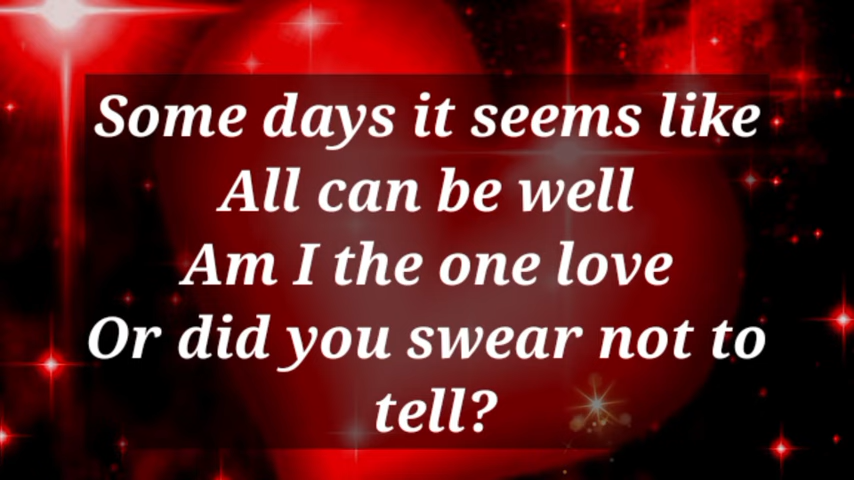 Some days it seems like
All can be well
Am I the one love
Or did you swear not to
tell?